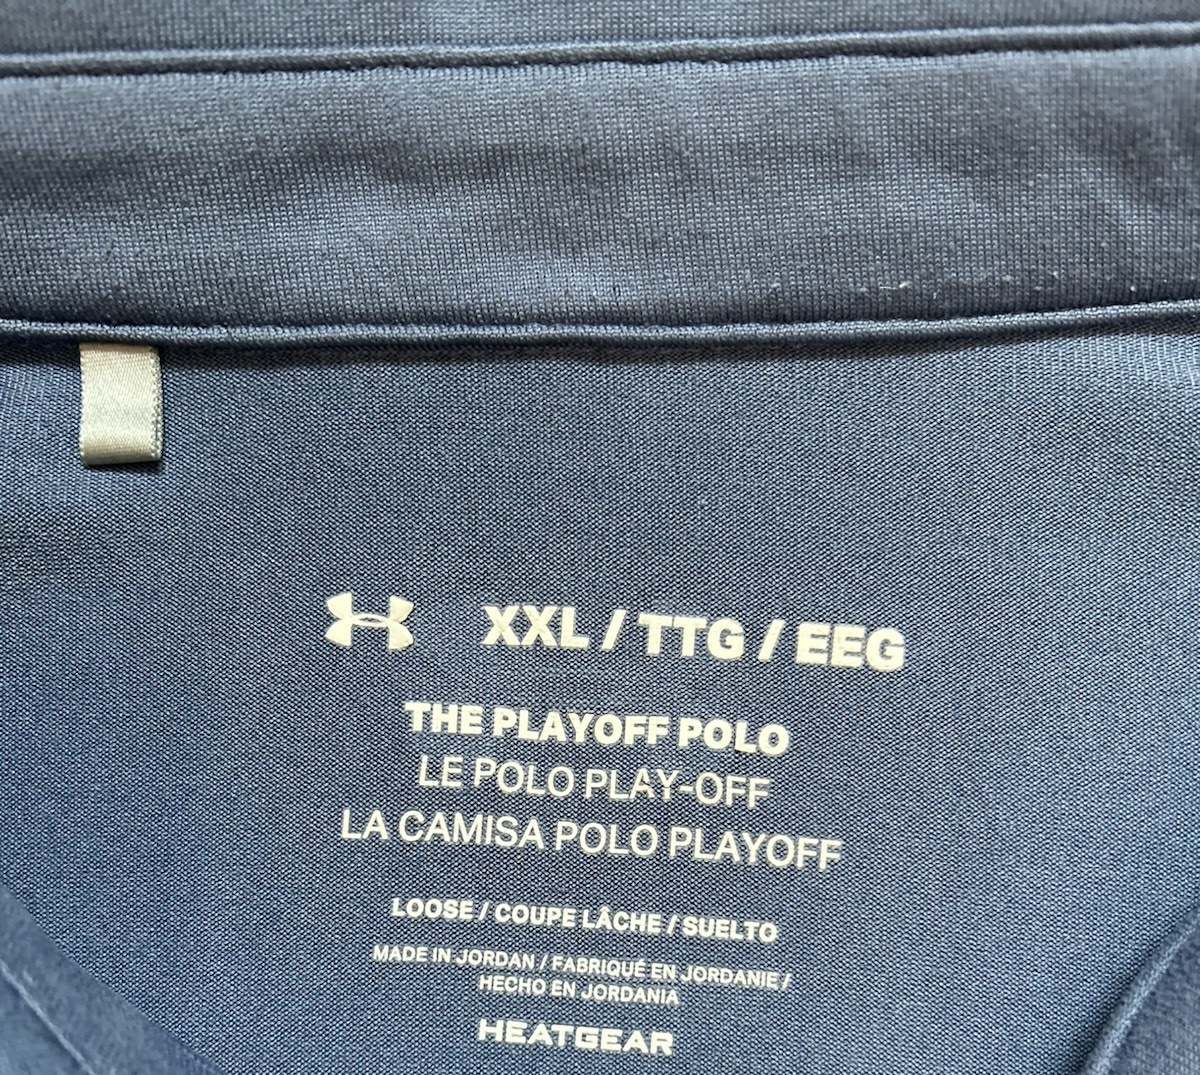 XXL / TTG / EEG
THE PLAYOFF POLO
LE POLO PLAY-OFF
LA CAMISA POLO PLAYOFF
LOOSE / COUPE LÂCHE / SUELTO
MADE IN JORDAN / FABRIQUÉ EN JORDANIE /
HECHO EN JORDANIA
HEATGEAR